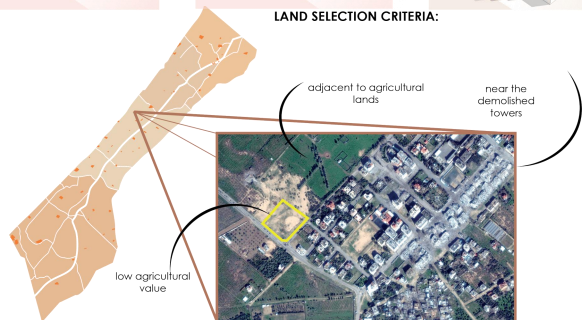 LAND SELECTION CRITERIA:
adjacent to agricultural
lands
near the
demolished
towers
low agricultural
value